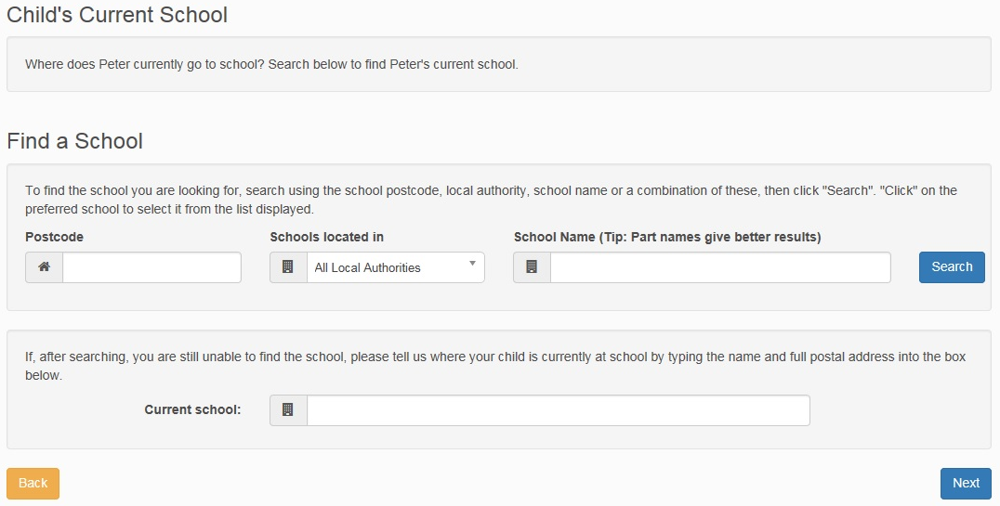 Child's Current School
Where does Peter currently go to school? Search below to find Peter's current school.
Find a School
To find the school you are looking for, search using the school postcode, local authority, school name or a combination of these, then click "Search". "Click" on the
preferred school to select it from the list displayed.
Postcode
Schools located in
School Name (Tip: Part names give better results)
All Local Authorities
Search
If, after searching, you are still unable to find the school, please tell us where your child is currently at school by typing the name and full postal address into the box
below.
Current school:
Back
Next